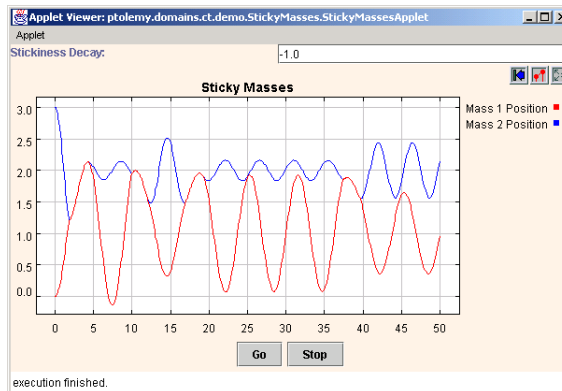 Applet Viewer: ptolemy.domains.ct.demo.StickyMasses.StickyMassesApplet
Applet
Stickiness Decay: -1.0
Sticky Masses
Mass 1 Position
Mass 2 Position
3.0
2.5
2.0
1.5
1.0
0.5
0.0
0 5 10 15 20 25 30 35 40 45 50
Go Stop
execution finished.